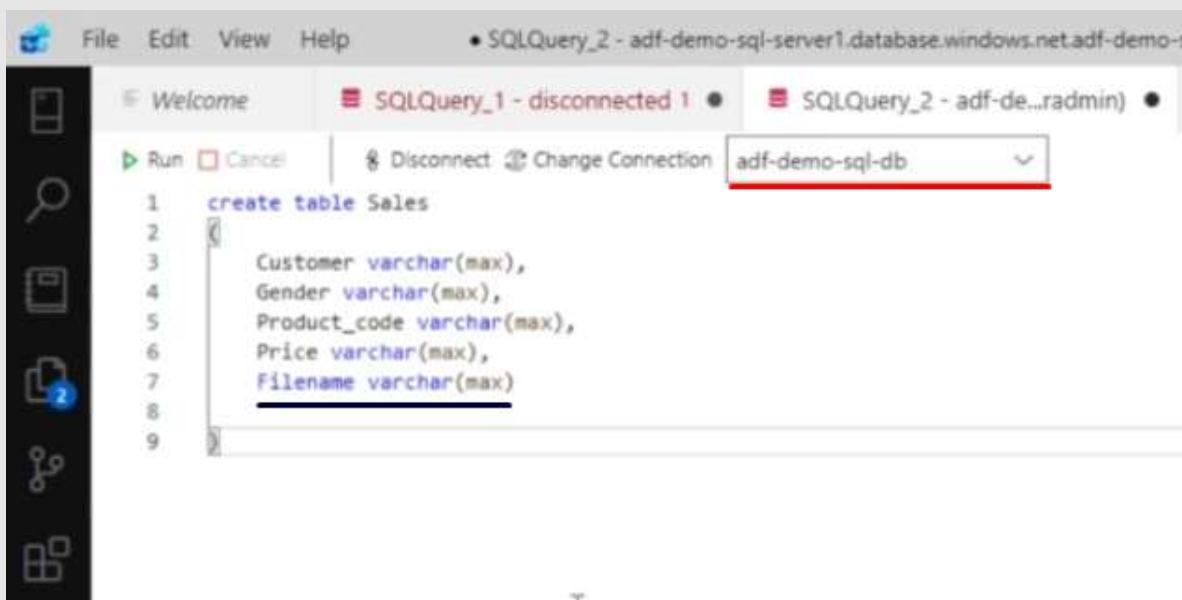 File Edit View Help ● SQLQuery_2 - adf-demo-sql-server1.database.windows.net.adf-demo-s
Welcome SQLQuery_1 - disconnected 1 ● SQLQuery_2 - adf-de...radmin) ●
Run Cancel Disconnect Change Connection adf-demo-sql-db
1 create table Sales
2 (
3 Customer varchar(max),
4 Gender varchar(max),
5 Product_code varchar(max),
6 Price varchar(max),
7 Filename varchar(max)
8
9 )
2